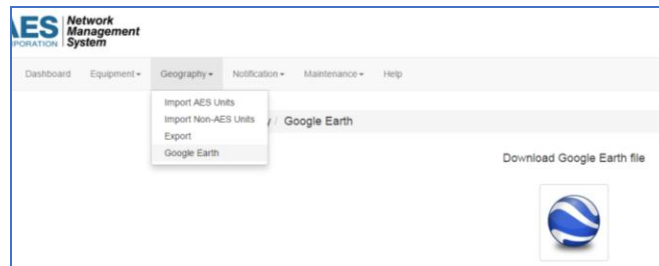 AES Network
Management
PORATION System
Dashboard Equipment Geography Notification Maintenance Help
Import AES Units
Import Non-AES Units
Export
Google Earth
/ Google Earth
Download Google Earth file